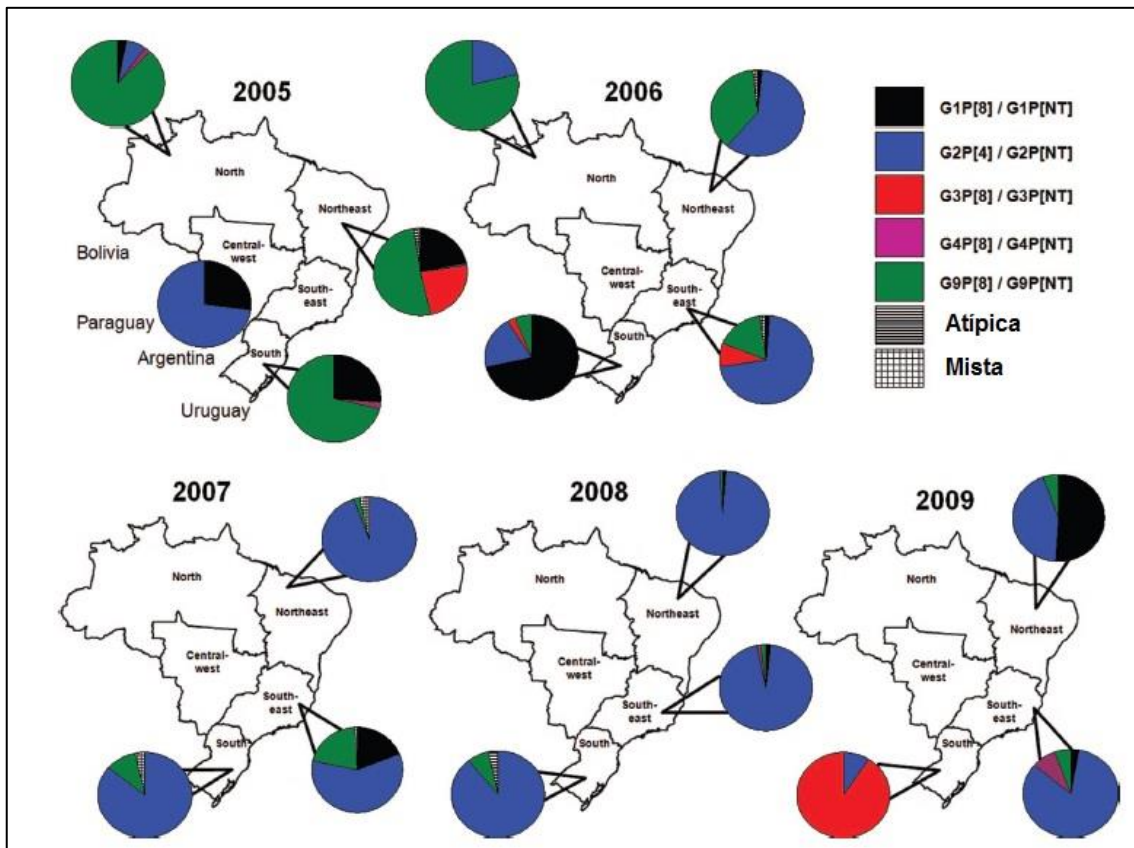 2005
North
Northeast
Central-
west
South-
east
South
Bolivia
Paraguay
Argentina
Uruguay
2006
North
Northeast
Central-
west
South-
east
South
G1P[8] / G1P[NT]
G2P[4] / G2P[NT]
G3P[8] / G3P[NT]
G4P[8] / G4P[NT]
G9P[8] / G9P[NT]
Atípica
Mista
2007
North
Northeast
Central-
west
South-
east
South
2008
North
Northeast
Central-
west
South-
east
South
2009
North
Northeast
Central-
west
South-
east
South